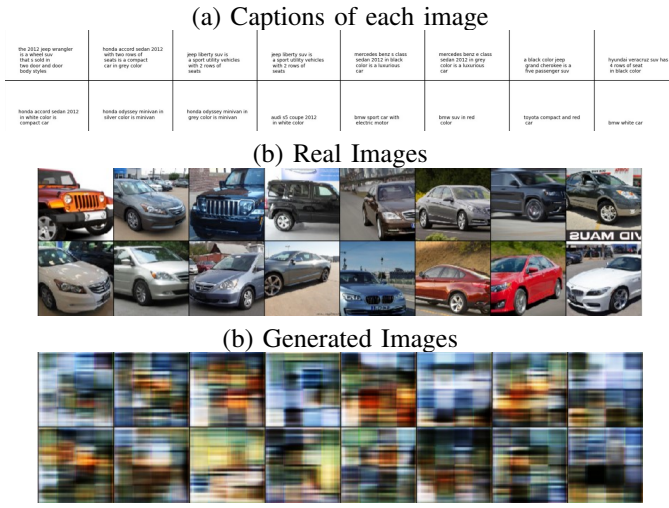 (a) Captions of each image
the 2012 jeep wrangler
is a wheel suv
that s sold in
two door and door
body styles
honda accord sedan 2012
with two rows of
seats is a compact
car in grey color
jeep liberty suv is
a sport utility vehicles
with 2 rows of
seats
jeep liberty suv is
a sport utility vehicles
with 2 rows of
seats
mercedes benz s class
sedan 2012 in black
color is a luxurious
car
mercedes benz e class
sedan 2012 in grey
color is a luxurious
car
a black color jeep
grand cherokee is a
five passenger suv
hyundai veracruz suv has
4 rows of seat
in black color
honda accord sedan 2012
in white color is
compact car
honda odyssey minivan in
silver color is minivan
honda odyssey minivan in
grey color is minivan
audi s5 coupe 2012
in white color
bmw sport car with
electric motor
bmw suv in red
color
toyota compact and red
car
bmw white car
(b) Real Images
(b) Generated Images